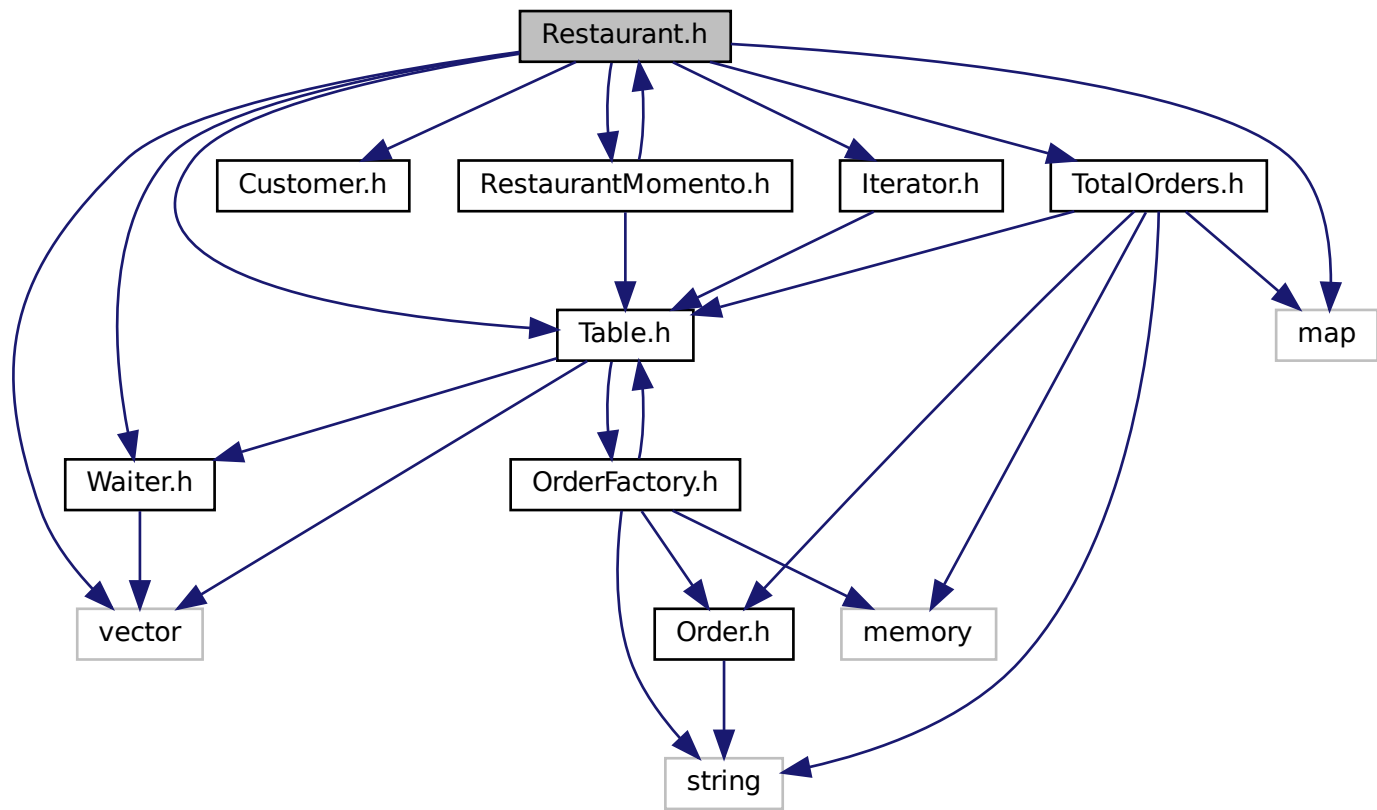 Restaurant.h
Customer.h
RestaurantMomento.h
Iterator.h
TotalOrders.h
Table.h
map
Waiter.h
OrderFactory.h
vector
Order.h
memory
string